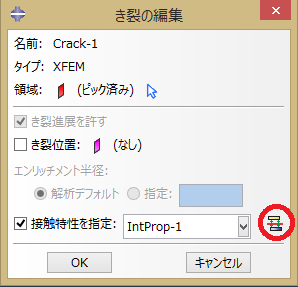 き裂の編集
名前: Crack-1
タイプ: XFEM
領域: (ピック済み)
き裂進展を許す
き裂位置: (なし)
エンリッチメント半径:
解析デフォルト 指定:
接触特性を指定: IntProp-1
OK キャンセル